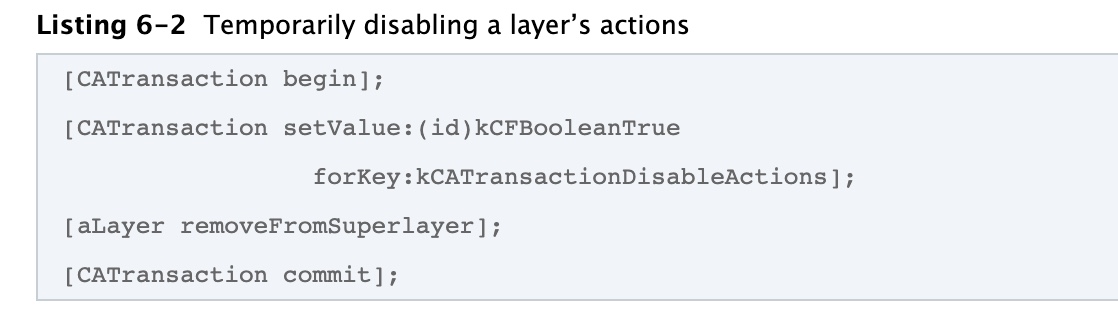 Listing 6-2 Temporarily disabling a layer’s actions
[CATransaction begin];
[CATransaction setValue:(id)kCFBooleanTrue
forKey:kCATransactionDisableActions];
[aLayer removeFromSuperlayer];
[CATransaction commit];